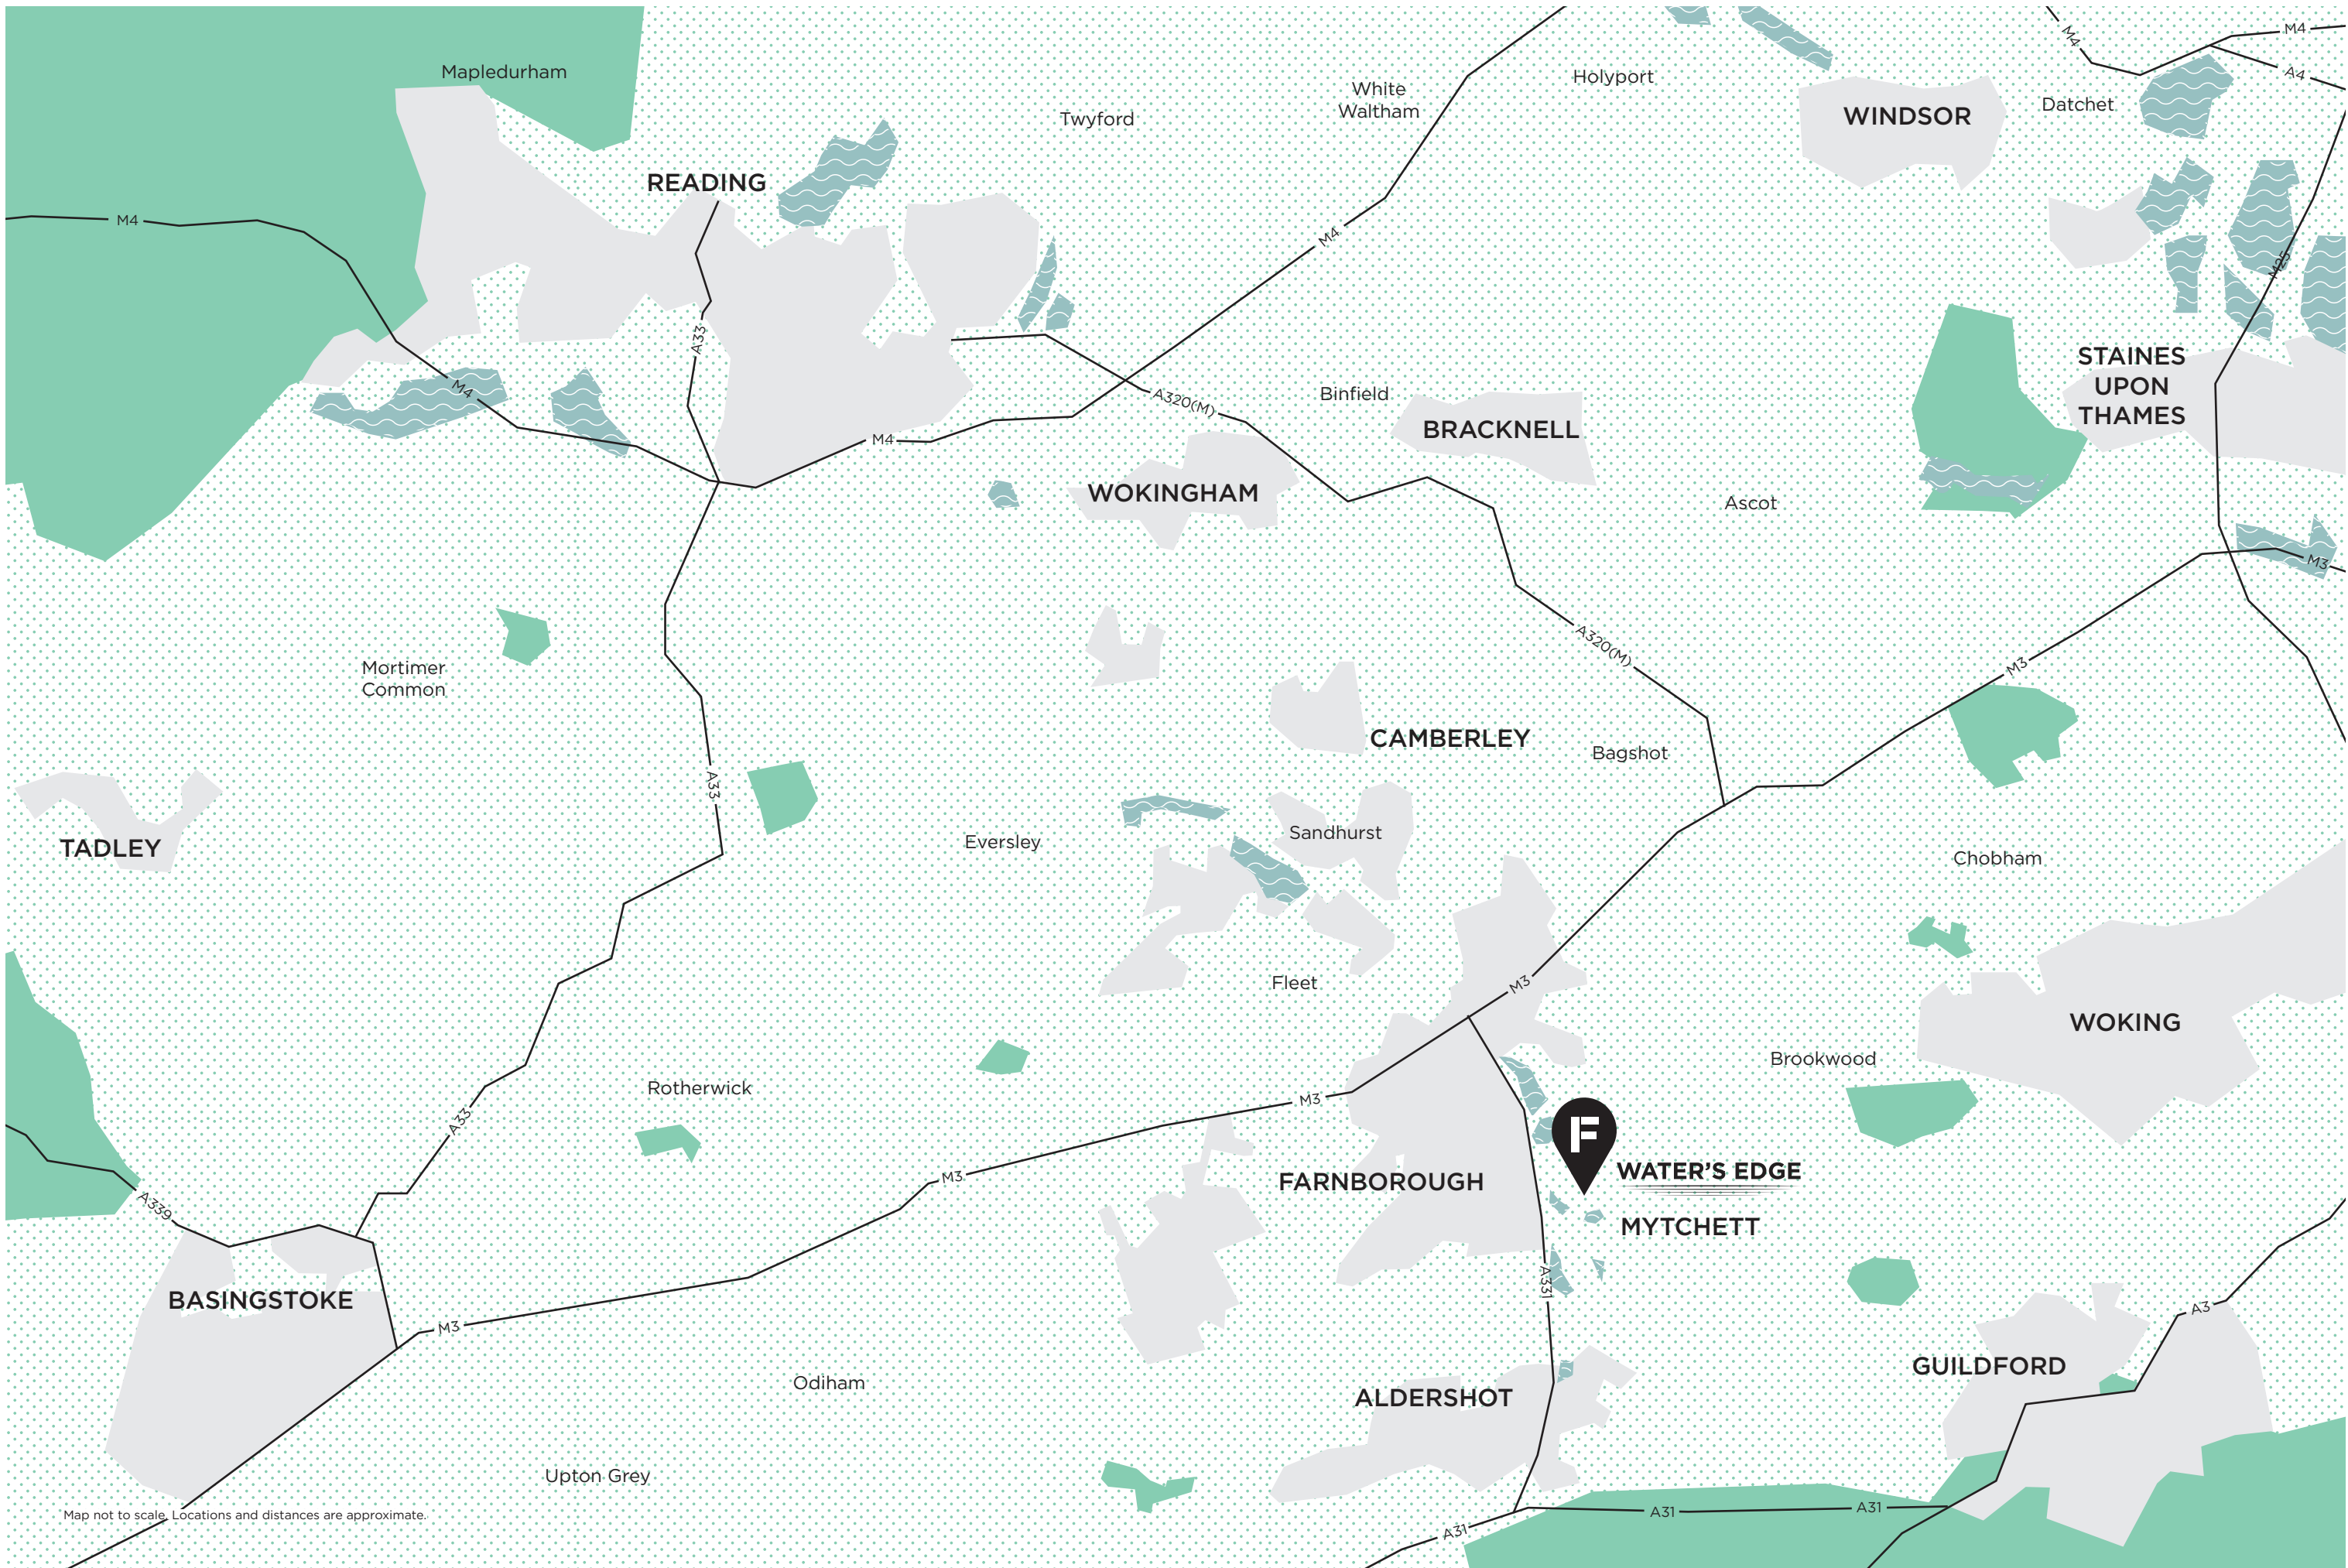 M4
M4
Mapledurham
Holyport
A4
White
Waltham
Datchet
WINDSOR
Twyford
READING
M4
M4
M25
A33
STAINES
UPON
THAMES
M4
Binfield
A320(M)
BRACKNELL
M4
WOKINGHAM
Ascot
M3
A320(M)
M3
Mortimer
Common
CAMBERLEY
Bagshot
A33
Sandhurst
Eversley
TADLEY
Chobham
Fleet
M3
WOKING
Brookwood
Rotherwick
M3
A33
F
WATER'S EDGE
M3
FARNBOROUGH
A339
MYTCHETT
A331
BASINGSTOKE
A3
M3
GUILDFORD
Odiham
ALDERSHOT
Upton Grey
A31
A31
Map not to scale. Locations and distances are approximate.
A31